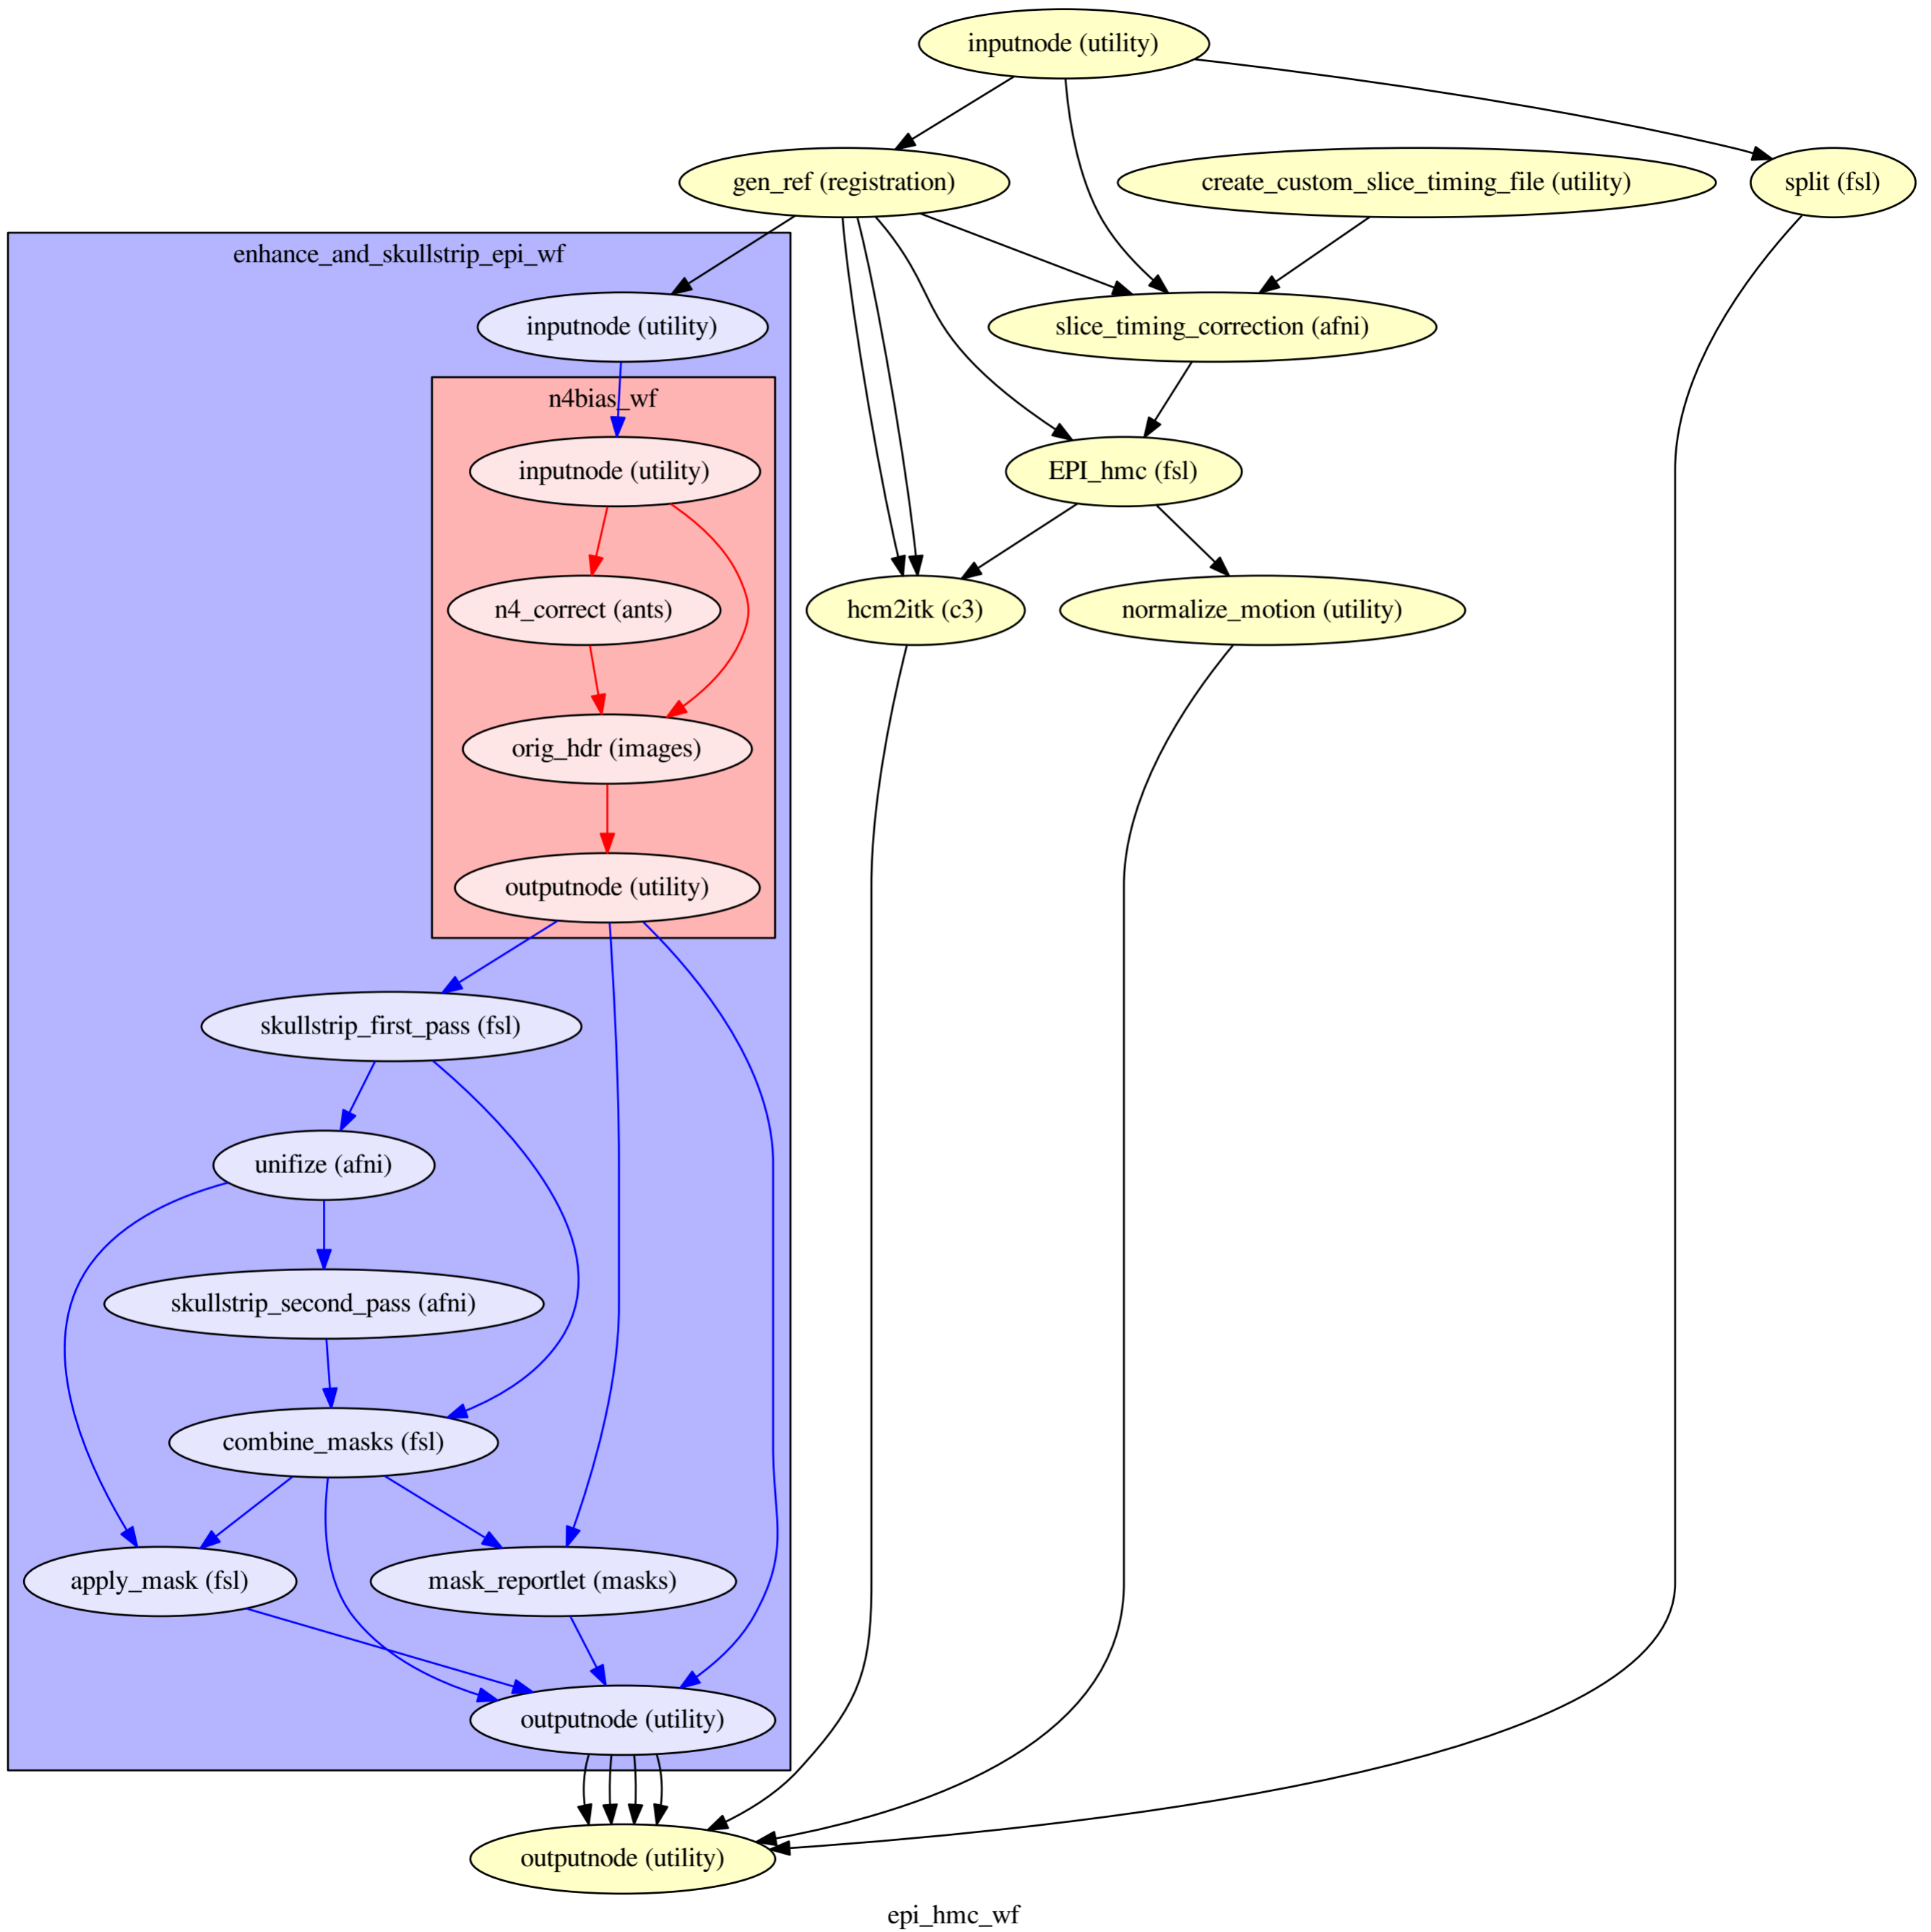 inputnode (utility)
gen_ref (registration)
create_custom_slice_timing_file (utility)
split (fsl)
enhance_and_skullstrip_epi_wf
inputnode (utility)
slice_timing_correction (afni)
n4bias_wf
inputnode (utility)
EPI_hmc (fsl)
n4_correct (ants)
hcm2itk (c3)
normalize_motion (utility)
orig_hdr (images)
outputnode (utility)
skullstrip_first_pass (fsl)
unifize (afni)
skullstrip_second_pass (afni)
combine_masks (fsl)
apply_mask (fsl)
mask_reportlet (masks)
outputnode (utility)
outputnode (utility)
epi_hmc_wf